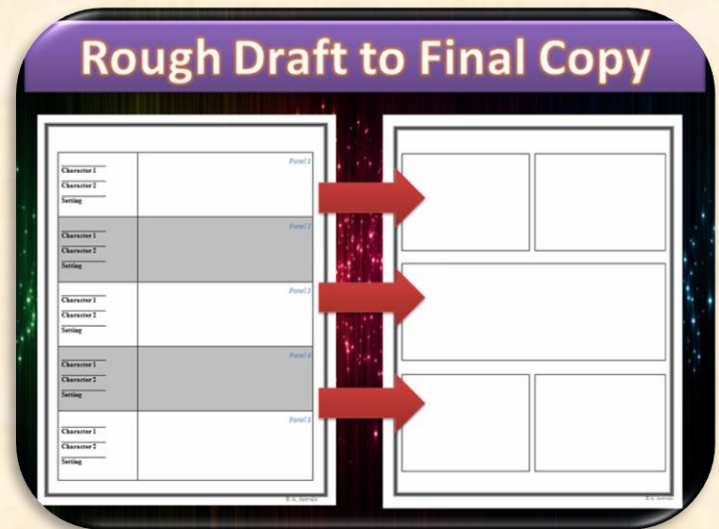 Rough Draft to Final Copy
Panel 1
Character 1
Character 2
Setting
Panel 2
Character 1
Character 2
Setting
Panel 3
Character 1
Character 2
Setting
Panel 4
Character 1
Character 2
Setting
Panel 5
Character 1
Character 2
Setting